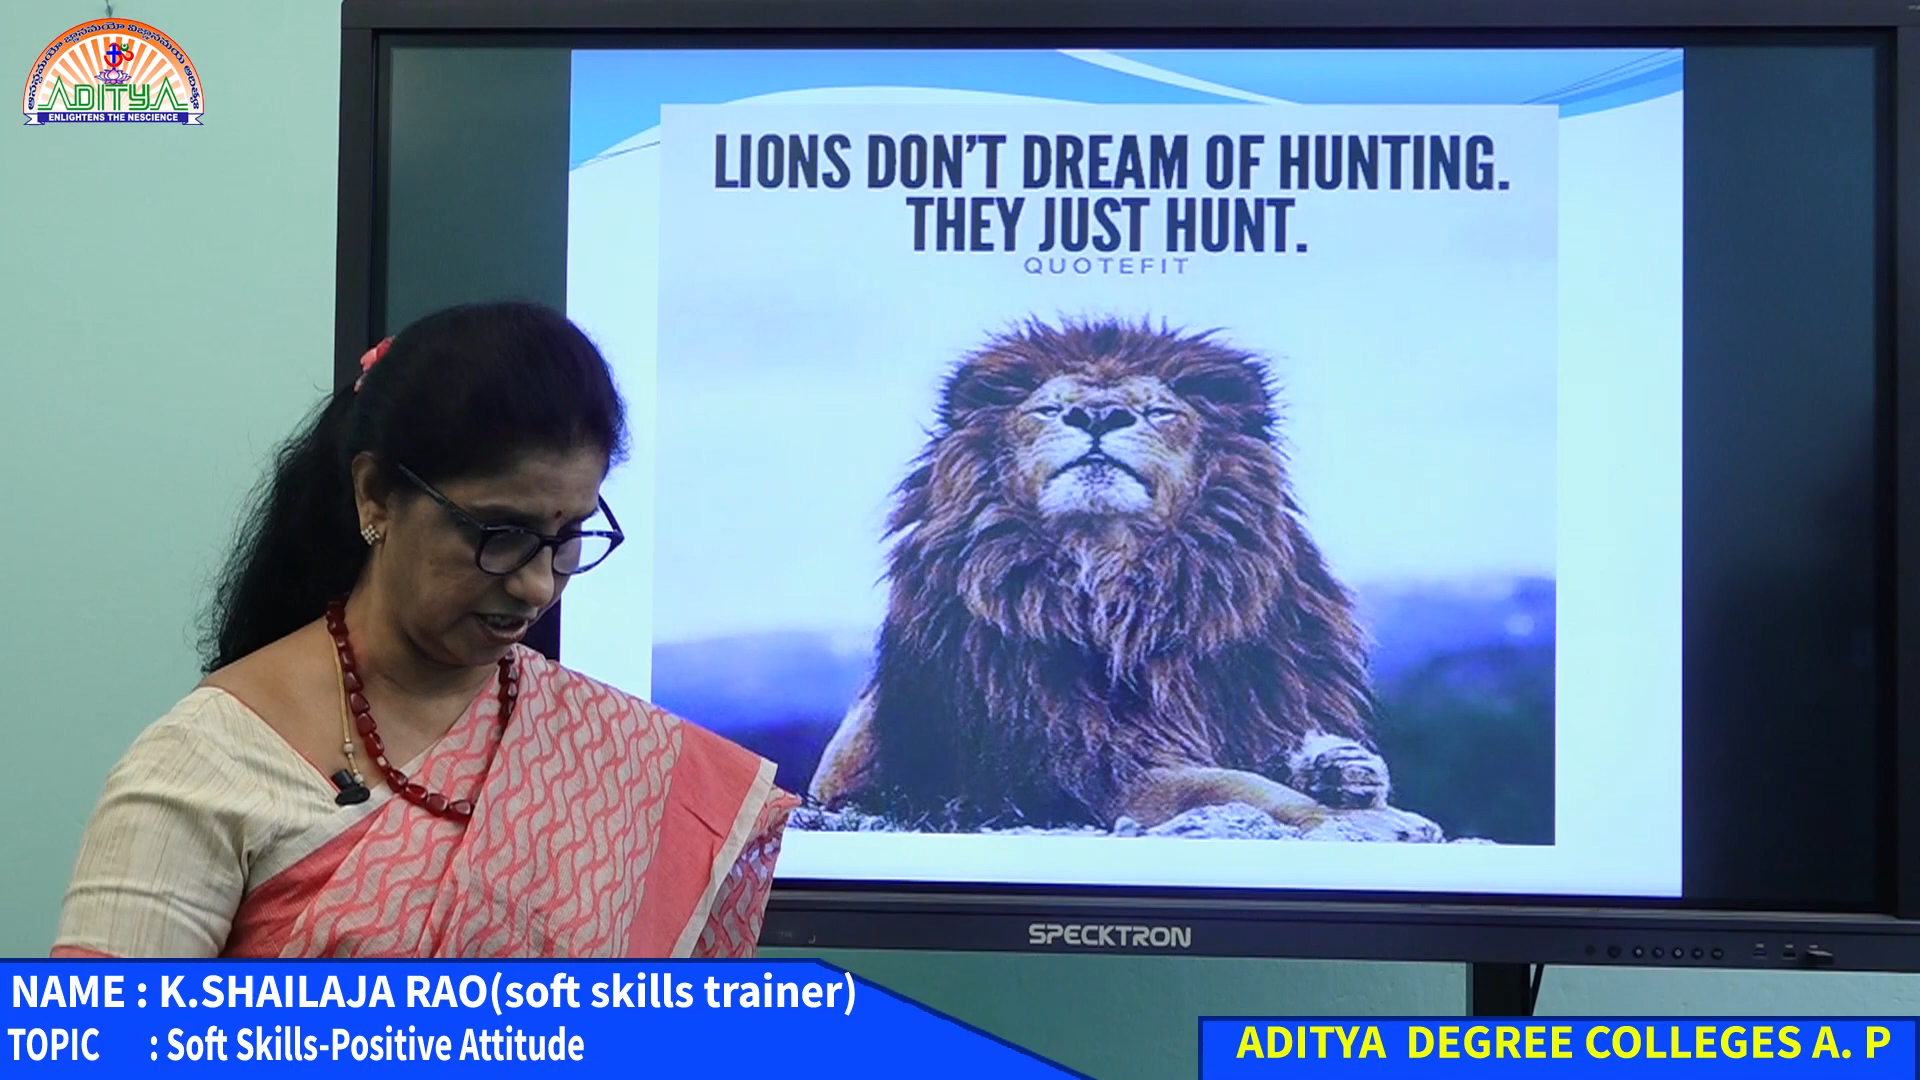 ADITYA
ENLIGHTENS THE NESCIENCE
LIONS DON'T DREAM OF HUNTING.
THEY JUST HUNT.
QUOTEFIT
SPECKTRON
NAME : K.SHAILAJA RAO(soft skills trainer)
TOPIC : Soft Skills-Positive Attitude
ADITYA DEGREE COLLEGES A. P